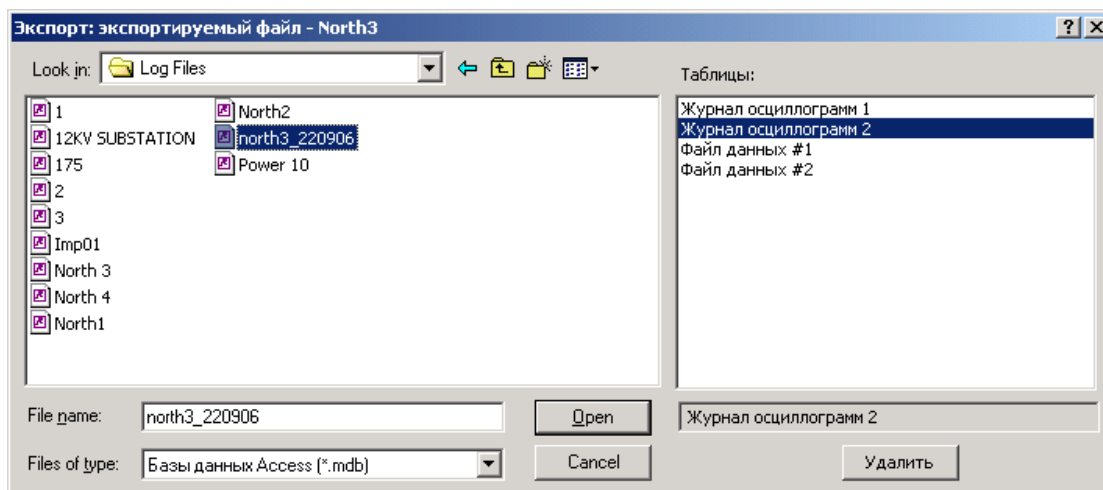 Экспорт: экспортируемый файл - North3
Look in:
Log Files
Таблицы:
1
12KV SUBSTATION
175
2
3
Imp01
North 3
North 4
North1
North2
north3_220906
Power 10
Журнал осциллограмм 1
Журнал осциллограмм 2
Файл данных #1
Файл данных #2
File name:
north3_220906
Open
Журнал осциллограмм 2
Files of type:
Базы данных Access (*.mdb)
Cancel
Удалить